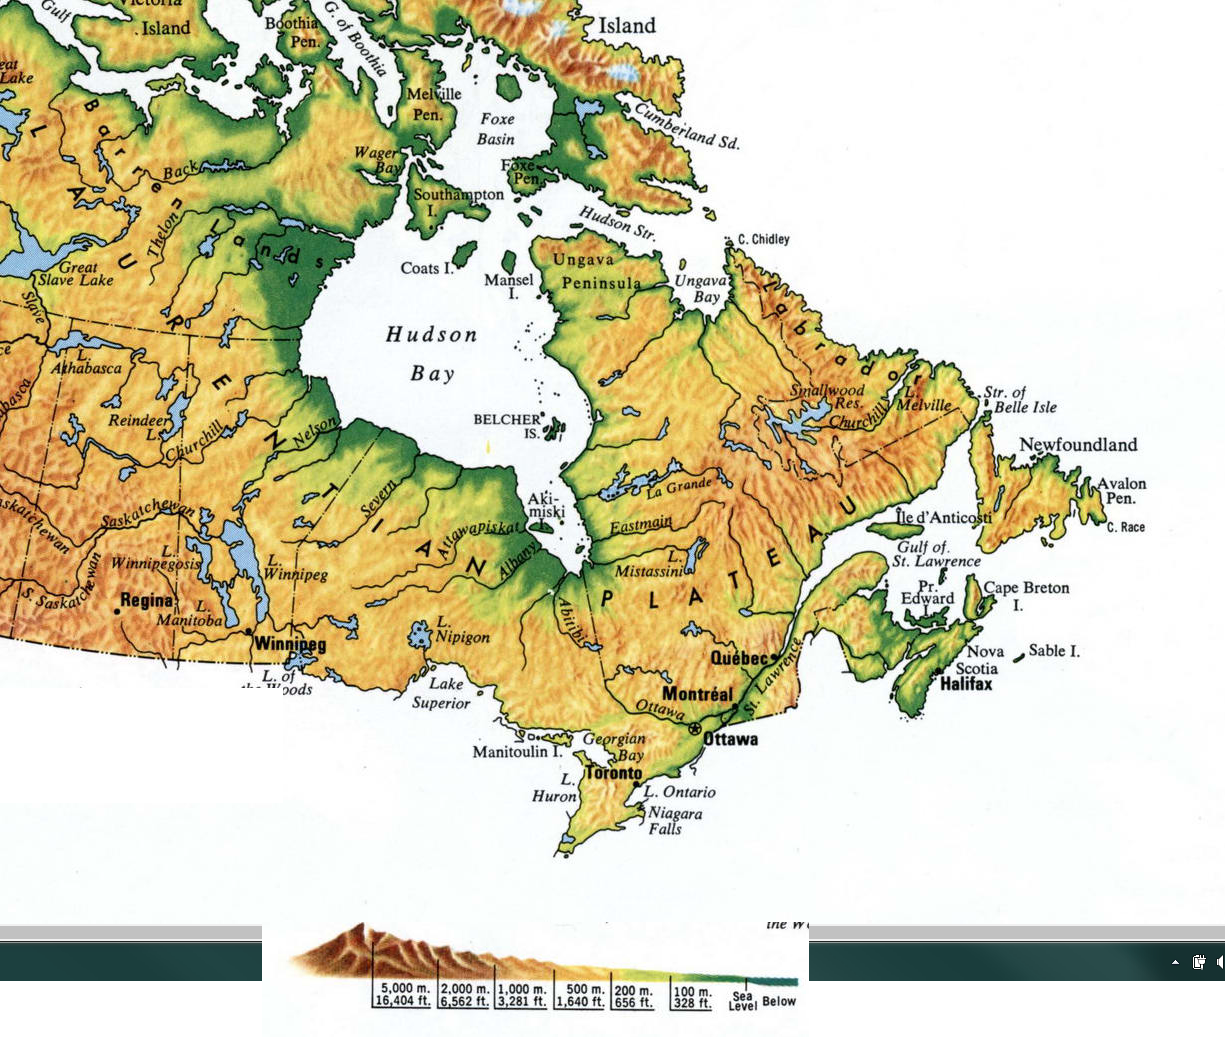 Gulf
Victoria
Island
Boothia
Pen.
G. of Boothia
Island
Melville
Pen.
Foxe
Basin
Cumberland Sd.
Lake
Barren
Lands
Back
Wager
Bay
Foxe
Pen.
Southampton
I.
Hudson Str.
C. Chidley
Thelon
Great
Slave Lake
Slave
Coats I.
Mansel
I.
Ungava
Peninsula
Ungava
Bay
Labrador
Hudson
Bay
L.
Athabasca
Reindeer
L.
Churchill
Nelson
BELCHER
IS.
Smallwood
Res.
Churchill
L.
Melville
Str. of
Belle Isle
Newfoundland
Avalon
Pen.
C. Race
LAURENTIAN
PLATEAU
Saskatchewan
Severn
Aki-
miski
La Grande
Eastmain
Attawapiskat
Albany
Île d'Anticosti
Gulf of
St. Lawrence
L.
Winnipegosis
L.
Winnipeg
L.
Mistassini
S. Saskatchewan
Regina
L.
Manitoba
Winnipeg
L.
Nipigon
Abitibi
Pr.
Edward
I.
Cape Breton
I.
Sable I.
Nova
Scotia
Halifax
Québec
Montréal
St. Lawrence
Ottawa
Ottawa
L. of
the Woods
Lake
Superior
Manitoulin I.
Georgian
Bay
Toronto
L.
Huron
L. Ontario
Niagara
Falls
5,000 m. 2,000 m. 1,000 m. 500 m. 200 m. 100 m. Sea Below
16,404 ft. 6,562 ft. 3,281 ft. 1,640 ft. 656 ft. 328 ft. Level